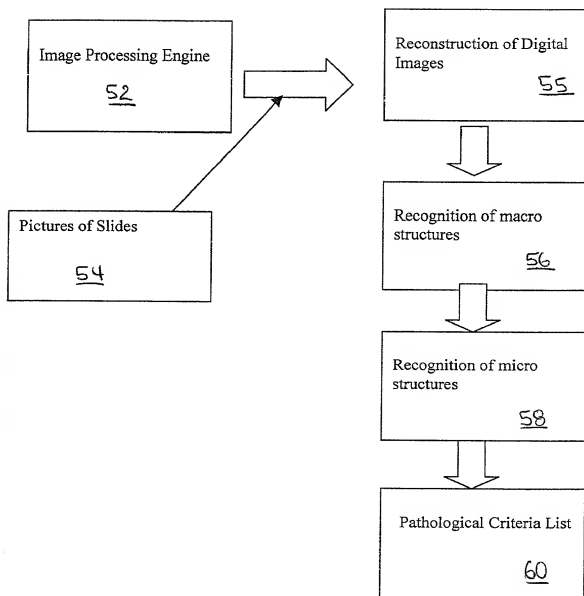 Image Processing Engine
52
Reconstruction of Digital
Images
55
Pictures of Slides
54
Recognition of macro
structures
56
Recognition of micro
structures
58
Pathological Criteria List
60